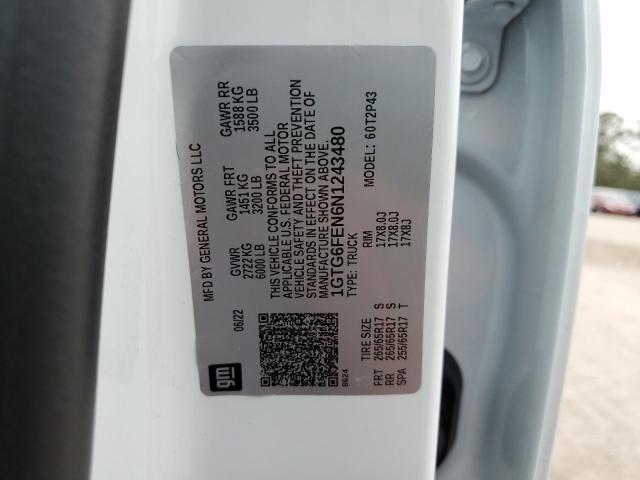 MFD BY GENERAL MOTORS LLC
06/22
GVWR
2722 KG
6000 LB
GAWR FRT
1451 KG
3200 LB
GAWR RR
1588 KG
3500 LB
THIS VEHICLE CONFORMS TO ALL
APPLICABLE U.S. FEDERAL MOTOR
VEHICLE SAFETY AND THEFT PREVENTION
STANDARDS IN EFFECT ON THE DATE OF
MANUFACTURE SHOWN ABOVE.
1GTG6FEN6N1243480
TYPE: TRUCK
MODEL: 60T2P43
TIRE SIZE RIM
FRT 265/65R17 S 17X8.0J
RR 265/65R17 S 17X8.0J
SPA 255/65R17 T 17X8J
gm
B624